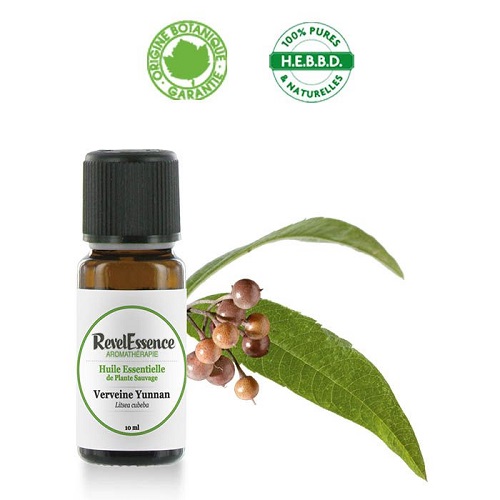 ORIGINE BOTANIQUE
GARANTIE
100% PURES
H.E.B.B.D.
& NATURELLES
RevelEssence
AROMATHÉRAPIE
Huile Essentielle
de Plante Sauvage
Verveine Yunnan
Litsea cubeba
10 ml